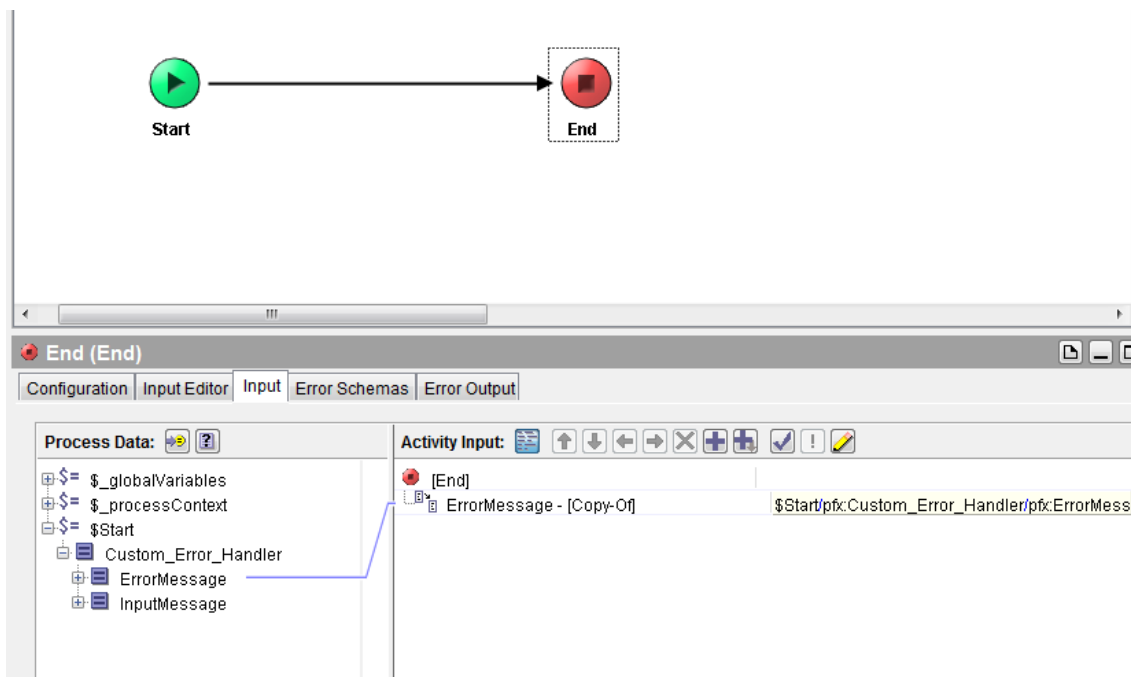 Start
End
End (End)
Configuration Input Editor Input Error Schemas Error Output
Process Data:
Activity Input:
$= $_globalVariables
$= $_processContext
$= $Start
Custom_Error_Handler
ErrorMessage
InputMessage
[End]
ErrorMessage - [Copy-Of] $Start/pfx:Custom_Error_Handler/pfx:ErrorMess